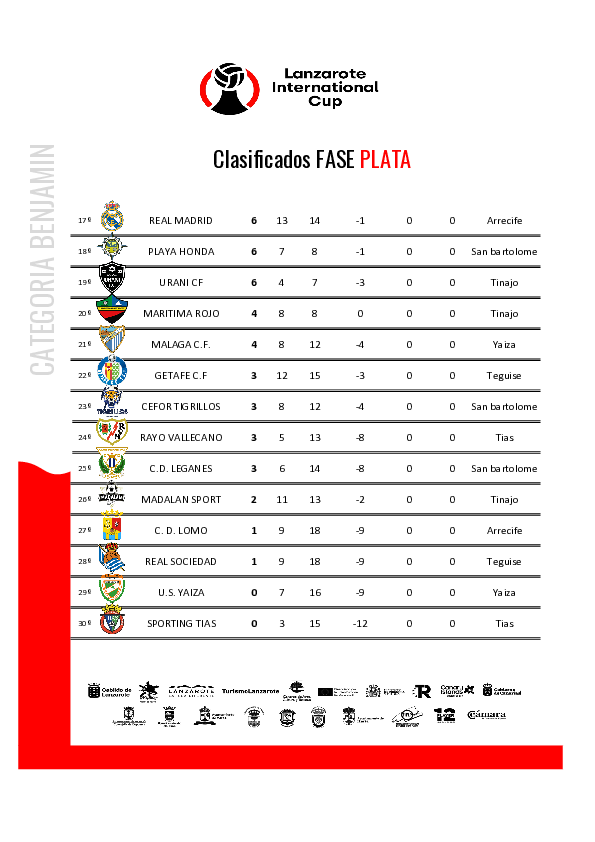 Lanzarote
International
Cup
Clasificados FASE PLATA
CATEGORIA BENJAMIN
17º REAL MADRID 6 13 14 -1 0 0 Arrecife
18º PLAYA HONDA 6 7 8 -1 0 0 San bartolome
19º URANI CF 6 4 7 -3 0 0 Tinajo
20º MARITIMA ROJO 4 8 8 0 0 0 Tinajo
21º MALAGA C.F. 4 8 12 -4 0 0 Yaiza
22º GETAFE C.F 3 12 15 -3 0 0 Teguise
23º CEFOR TIGRILLOS 3 8 12 -4 0 0 San bartolome
24º RAYO VALLECANO 3 5 13 -8 0 0 Tias
25º C.D. LEGANES 3 6 14 -8 0 0 San bartolome
26º MADALAN SPORT 2 11 13 -2 0 0 Tinajo
27º C. D. LOMO 1 9 18 -9 0 0 Arrecife
28º REAL SOCIEDAD 1 9 18 -9 0 0 Teguise
29º U.S. YAIZA 0 7 16 -9 0 0 Yaiza
30º SPORTING TIAS 0 3 15 -12 0 0 Tias
Cabildo de
Lanzarote
LANZAROTE
TurismoLanzarote
Canary
Islands
Gobierno
de Canarias
Cámara